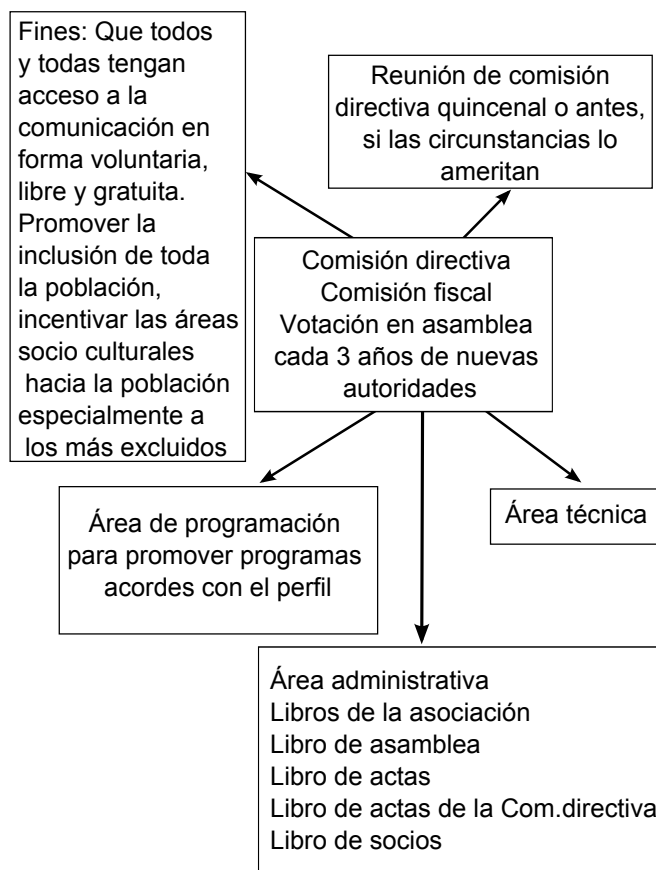 Fines: Que todos
y todas tengan
acceso a la
comunicación en
forma voluntaria,
libre y gratuita.
Promover la
inclusión de toda
la población,
incentivar las áreas
socio culturales
hacia la población
especialmente a
los más excluidos
Reunión de comisión
directiva quincenal o antes,
si las circunstancias lo
ameritan
Comisión directiva
Comisión fiscal
Votación en asamblea
cada 3 años de nuevas
autoridades
Área de programación
para promover programas
acordes con el perfil
Área técnica
Área administrativa
Libros de la asociación
Libro de asamblea
Libro de actas
Libro de actas de la Com.directiva
Libro de socios